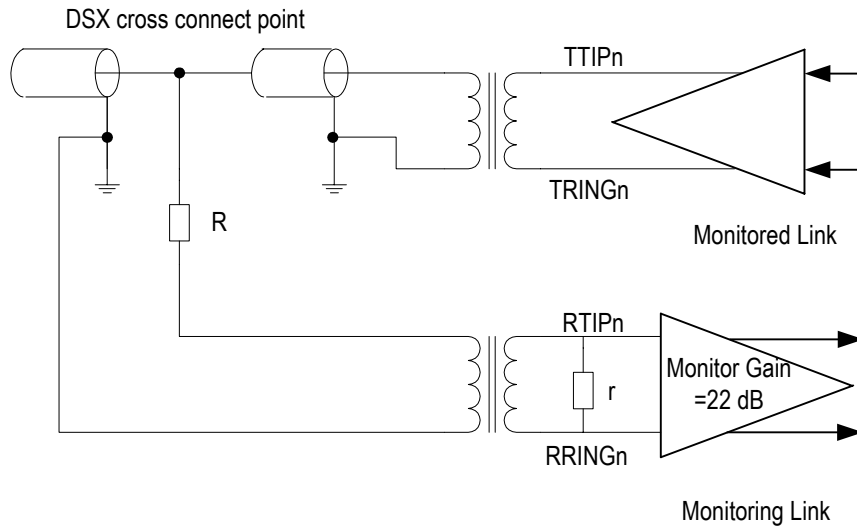 DSX cross connect point
TTIPn
TRINGn
R
Monitored Link
RTIPn
Monitor Gain
=22 dB
r
RRINGn
Monitoring Link